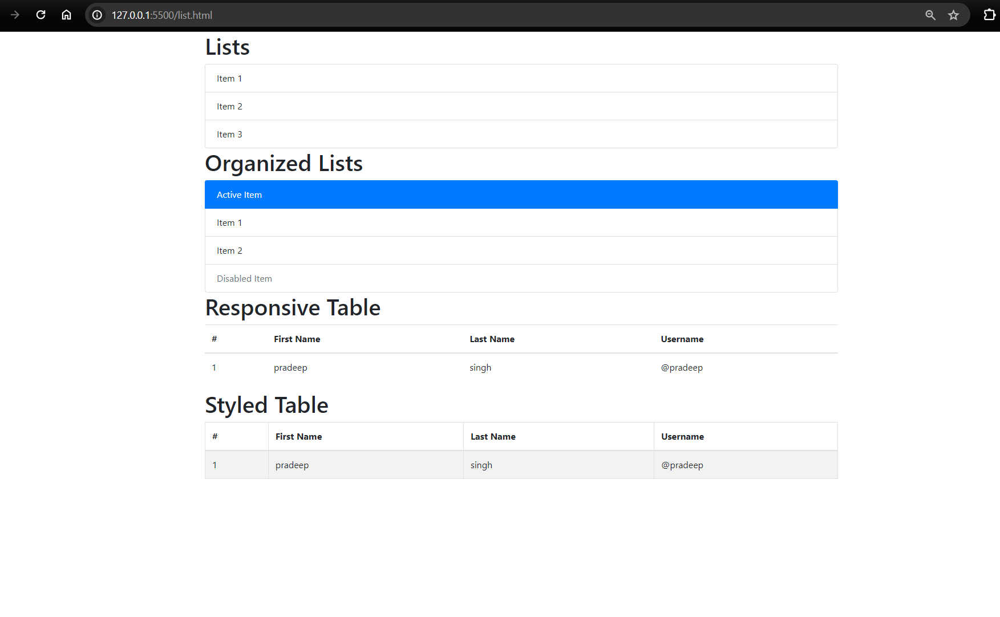 127.0.0.1:5500/list.html
Lists
Item 1
Item 2
Item 3
Organized Lists
Active Item
Item 1
Item 2
Disabled Item
Responsive Table
# First Name Last Name Username
1 pradeep singh @pradeep
Styled Table
# First Name Last Name Username
1 pradeep singh @pradeep